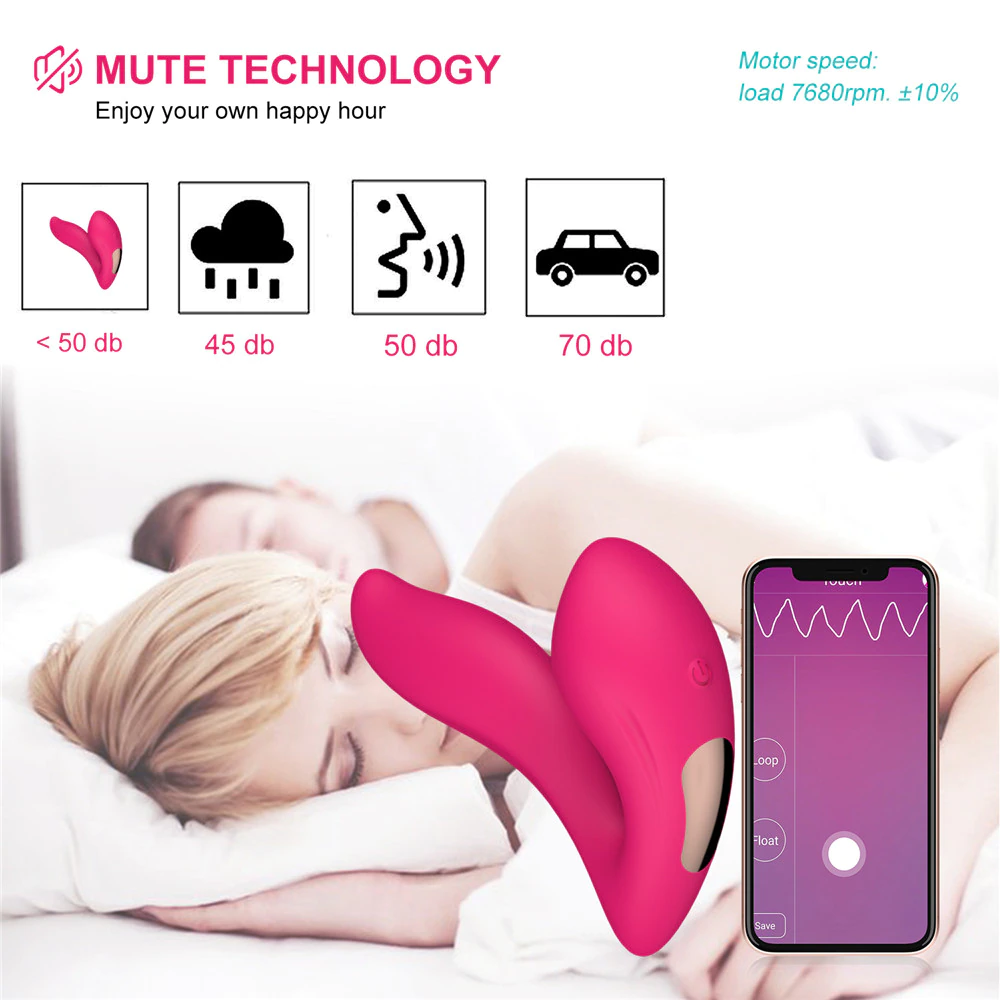 MUTE TECHNOLOGY
Enjoy your own happy hour
Motor speed:
load 7680rpm. ±10%
< 50 db
45 db
50 db
70 db
Touch
Loop
Float
Save